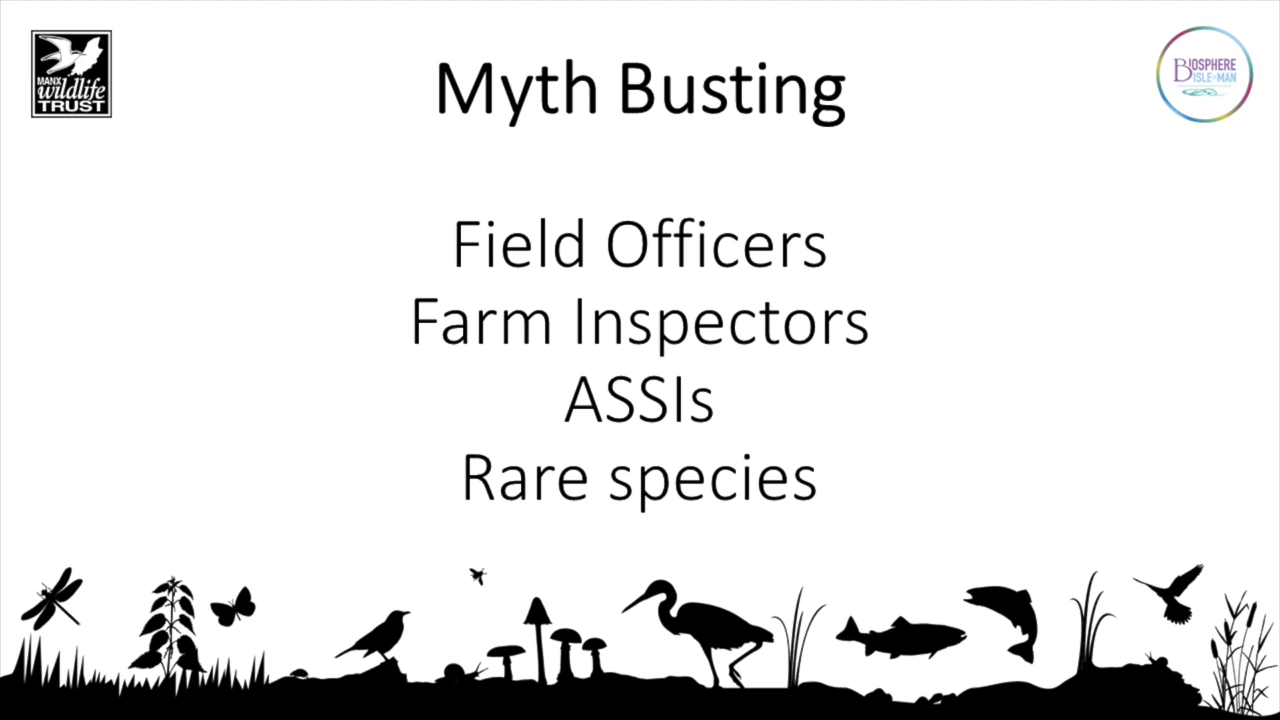 MANX
wildlife
TRUST
BIOSPHERE
ISLE of MAN
Myth Busting
Field Officers
Farm Inspectors
ASSIs
Rare species